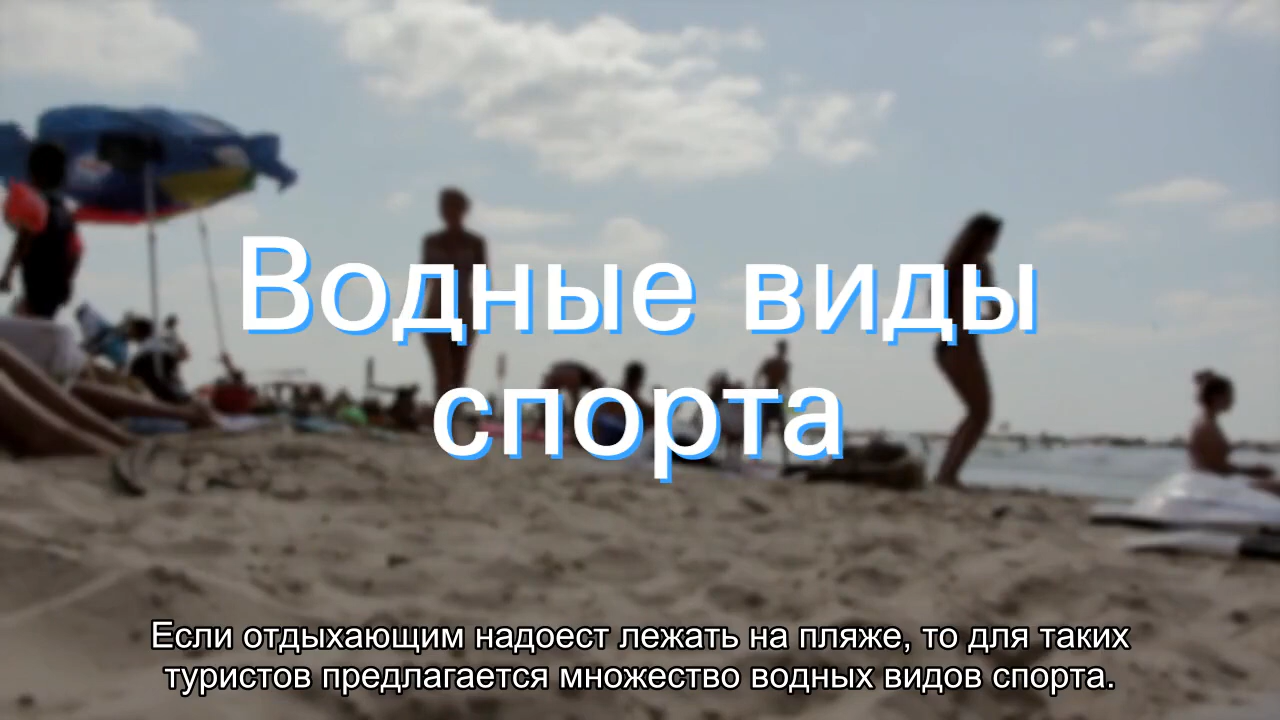 Водные виды
спорта
Если отдыхающим надоест лежать на пляже, то для таких
туристов предлагается множество водных видов спорта.